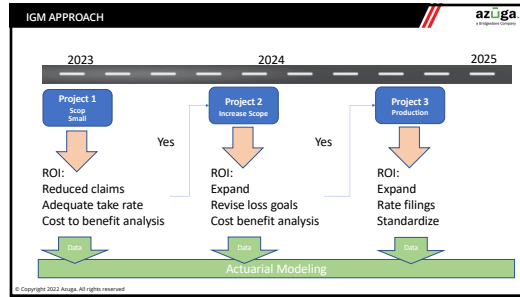 IGM APPROACH
azūga.
a Bridgestone Company
2023
2024
2025
Project 1
Scop
Small
Project 2
Increase Scope
Project 3
Production
Yes
Yes
ROI:
Reduced claims
Adequate take rate
Cost to benefit analysis
ROI:
Expand
Revise loss goals
Cost benefit analysis
ROI:
Expand
Rate filings
Standardize
Data
Data
Data
Actuarial Modeling
© Copyright 2022 Azuga. All rights reserved